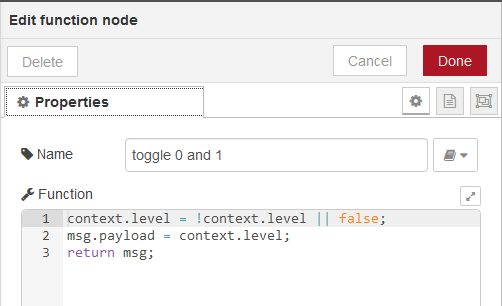 Edit function node
Delete
Cancel
Done
Properties
Name
toggle 0 and 1
Function
1 context.level = !context.level || false;
2 msg.payload = context.level;
3 return msg;